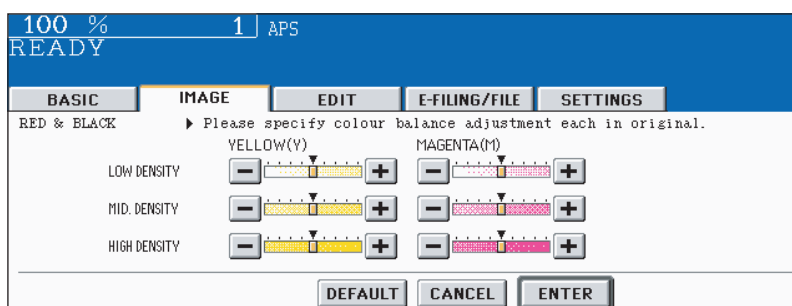 100 % 1 APS
READY
BASIC IMAGE EDIT E-FILING/FILE SETTINGS
RED & BLACK ▶ Please specify colour balance adjustment each in original.
YELLOW(Y) MAGENTA(M)
LOW DENSITY − + − +
MID. DENSITY − + − +
HIGH DENSITY − + − +
DEFAULT CANCEL ENTER